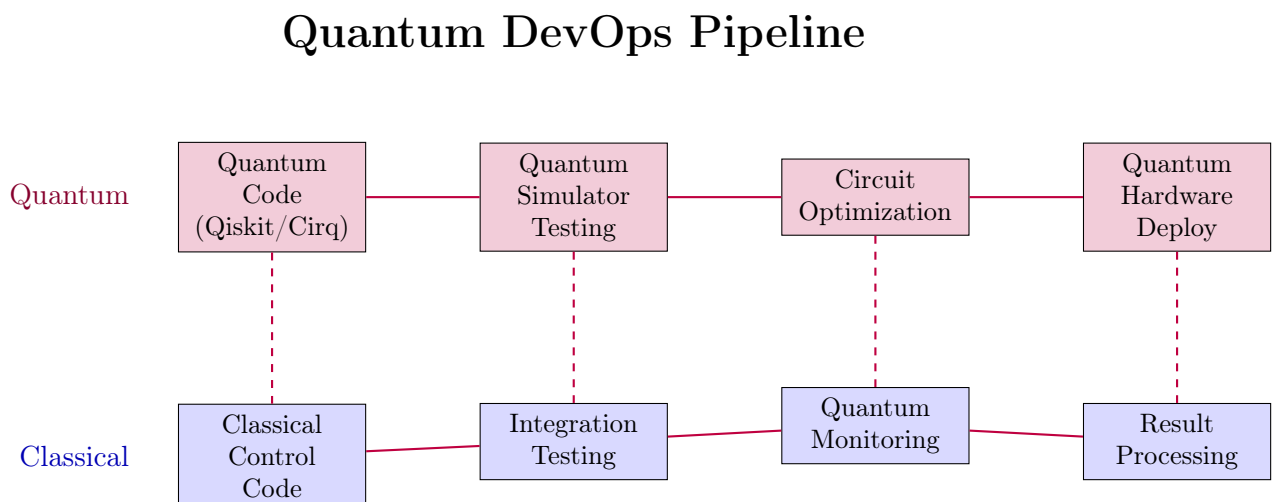 Quantum DevOps Pipeline
Quantum
Quantum
Code
(Qiskit/Cirq)
Quantum
Simulator
Testing
Circuit
Optimization
Quantum
Hardware
Deploy
Classical
Classical
Control
Code
Integration
Testing
Quantum
Monitoring
Result
Processing